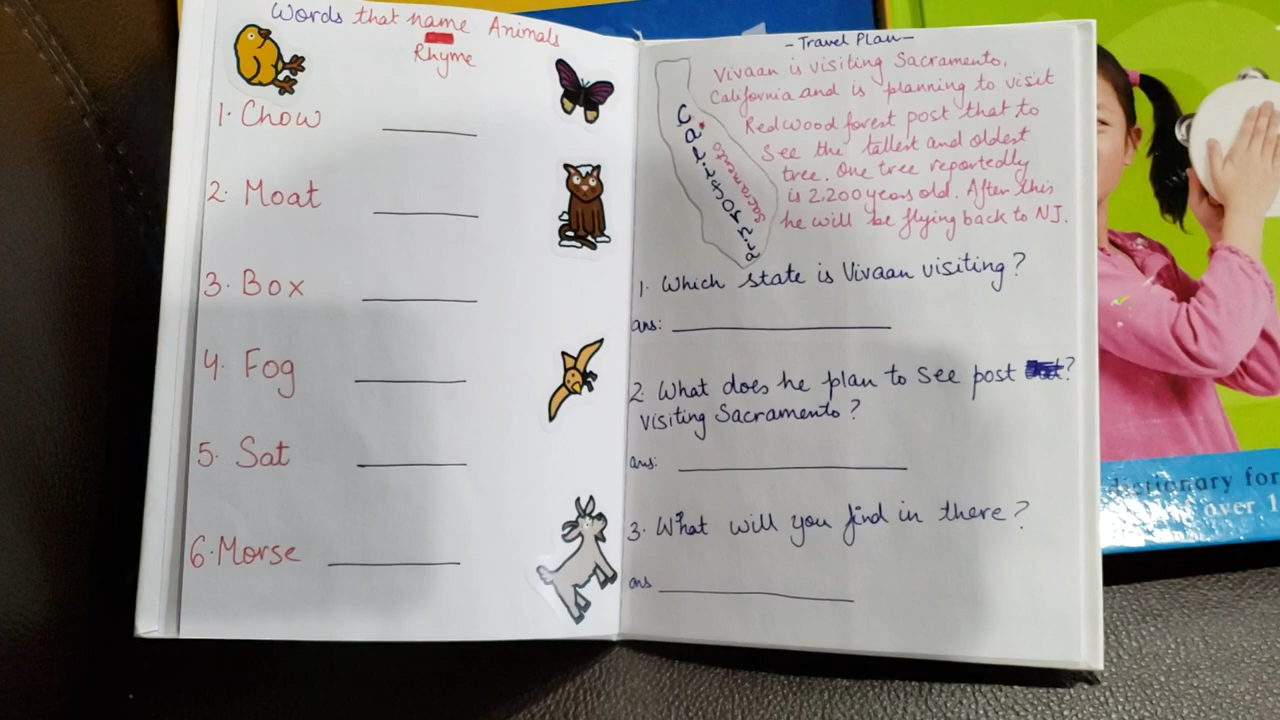 Words that name Animals
Rhyme
1. Chow
2. Moat
3. Box
4. Fog
5. Sat
6. Morse
- Travel Plan -
Vivaan is visiting Sacramento,
California and is planning to visit
Redwood forest post that to
See the tallest and oldest
tree. One tree reportedly
is 2,200 years old. After this
he will be flying back to NJ.
California
Sacramento
1. Which state is Vivaan visiting?
ans:
2. What does he plan to See post ?
visiting Sacramento?
ans:
3. What will you find in there?
ans
dictionary for
over 1